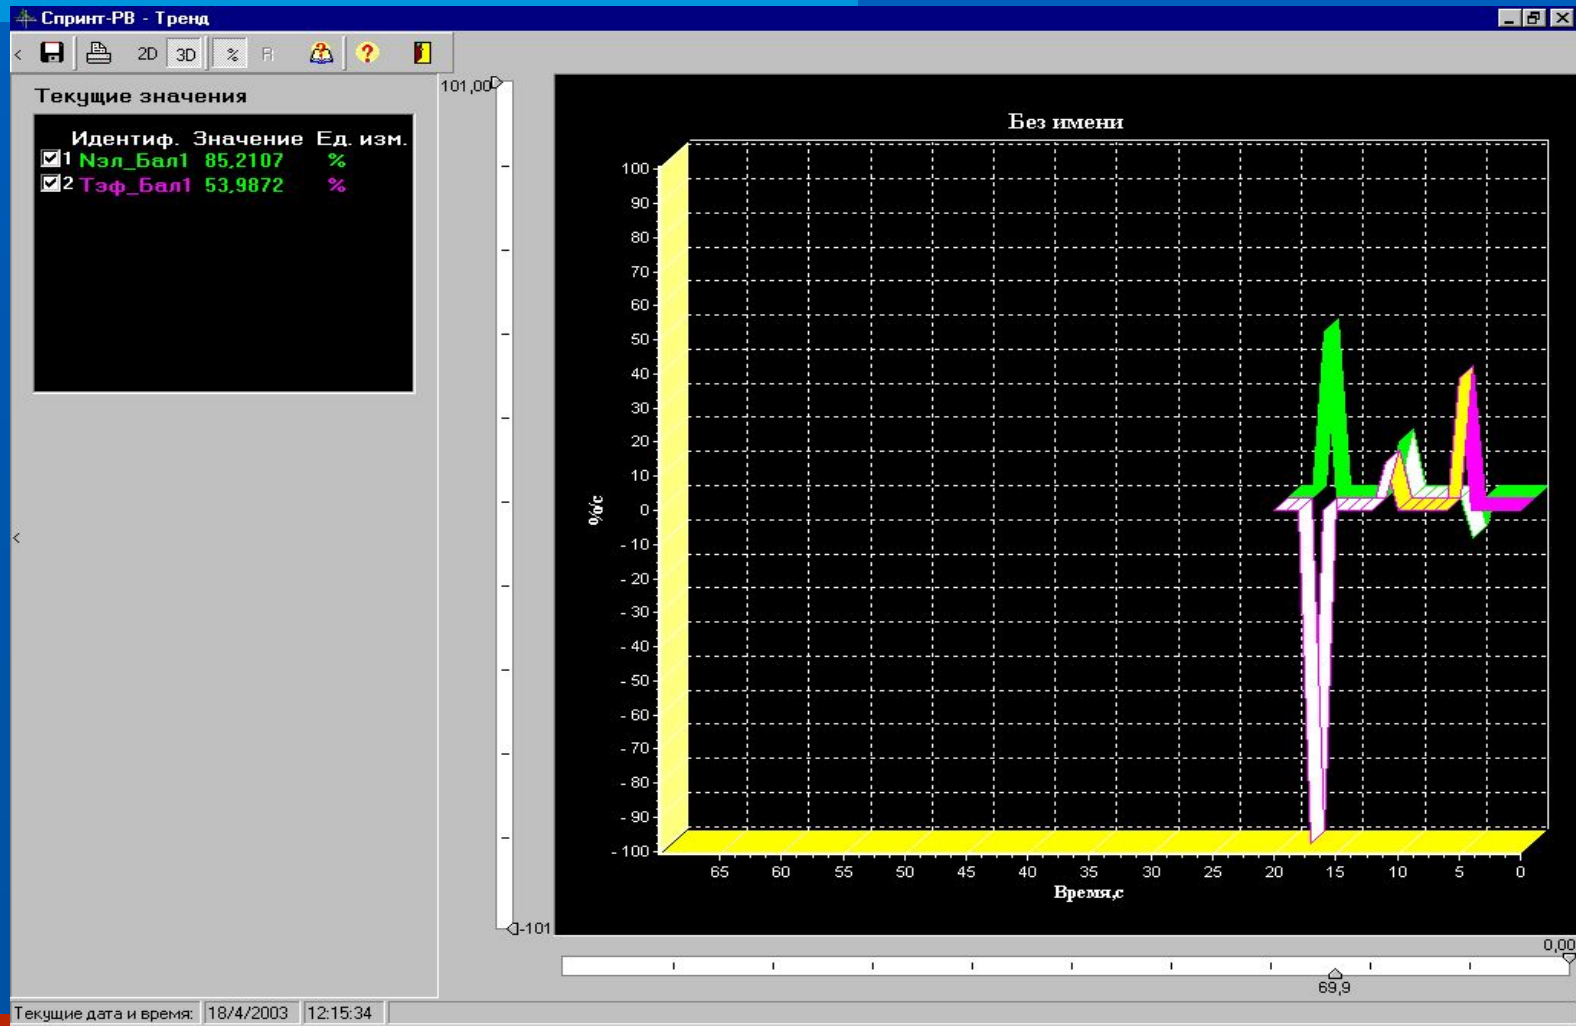 Спринт-РВ - Тренд
< 2D 3D % R ? ?
Текущие значения
Идентиф. Значение Ед. изм.
1 Nэл_Бал1 85,2107 %
2 Tэф_Бал1 53,9872 %
<
101,00
-101
Без имени
100
90
80
70
60
50
40
30
20
10
0
- 10
- 20
- 30
- 40
- 50
- 60
- 70
- 80
- 90
- 100
%/с
65 60 55 50 45 40 35 30 25 20 15 10 5 0
Время,с
0,00
69,9
Текущие дата и время: 18/4/2003 12:15:34